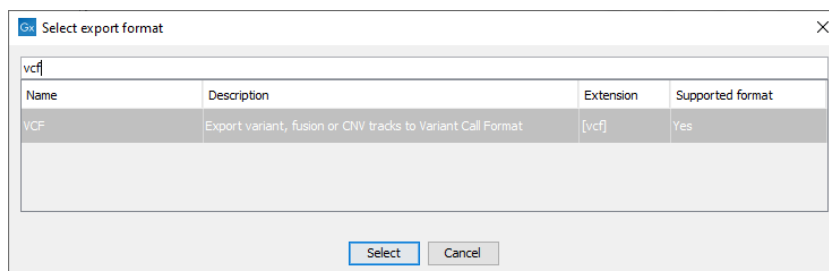 Gx Select export format
vcf
Name Description Extension Supported format
VCF Export variant, fusion or CNV tracks to Variant Call Format [vcf] Yes
Select Cancel